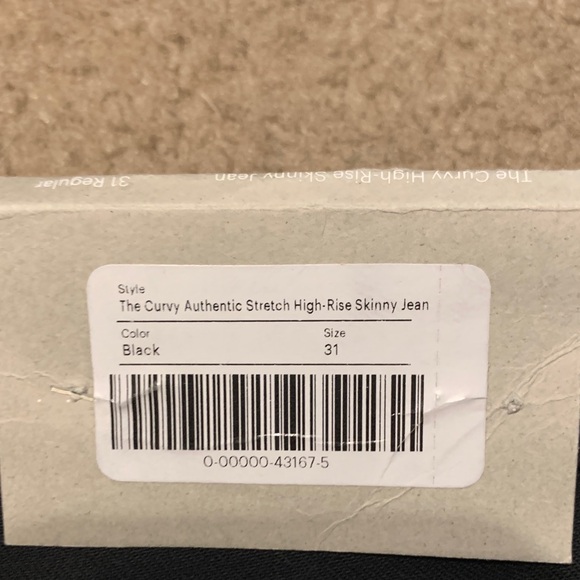 31 Regular
The Curvy High-Rise Skinny Jean
Style
The Curvy Authentic Stretch High-Rise Skinny Jean
Color
Size
Black
31
0-00000-43167-5